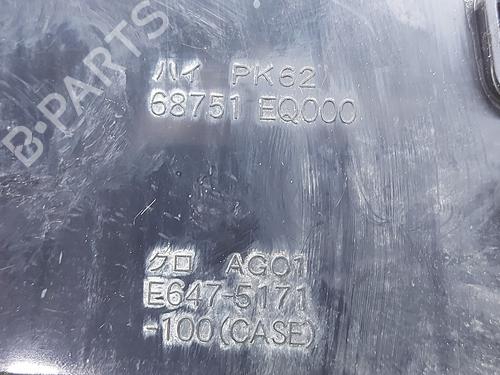 B-PARTS
ハイ PK62
68751 EQ000
クロ AG01
E647-5171
-100(CASE)